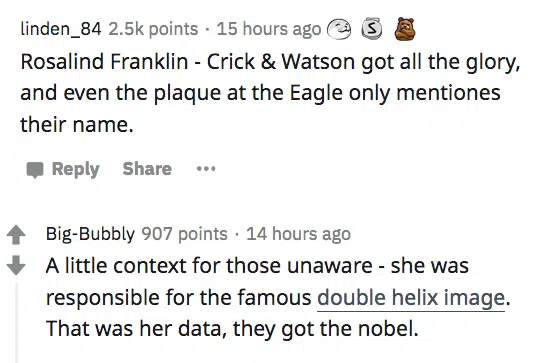 linden_84 2.5k points · 15 hours ago
Rosalind Franklin - Crick & Watson got all the glory,
and even the plaque at the Eagle only mentiones
their name.
Reply Share ···
Big-Bubbly 907 points · 14 hours ago
A little context for those unaware - she was
responsible for the famous double helix image.
That was her data, they got the nobel.